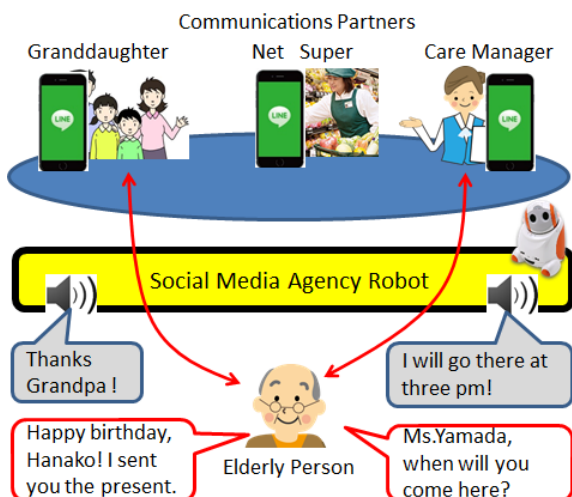 Communications Partners
Granddaughter
Net Super
Care Manager
LINE
LINE
LINE
Social Media Agency Robot
Thanks
Grandpa !
I will go there at
three pm!
Happy birthday,
Hanako! I sent
you the present.
Elderly Person
Ms.Yamada,
when will you
come here?